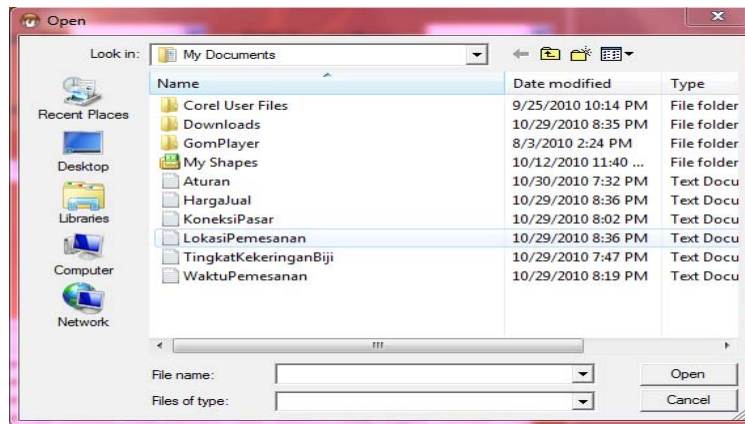 Open
Look in: My Documents
Name Date modified Type
Recent Places
Desktop
Libraries
Computer
Network
Corel User Files 9/25/2010 10:14 PM File folder
Downloads 10/29/2010 8:35 PM File folder
GomPlayer 8/3/2010 2:24 PM File folder
My Shapes 10/12/2010 11:40 ... File folder
Aturan 10/30/2010 7:32 PM Text Docu
HargaJual 10/29/2010 8:36 PM Text Docu
KoneksiPasar 10/29/2010 8:02 PM Text Docu
LokasiPemesanan 10/29/2010 8:36 PM Text Docu
TingkatKekeringanBiji 10/29/2010 7:47 PM Text Docu
WaktuPemesanan 10/29/2010 8:19 PM Text Docu
File name: Open
Files of type: Cancel